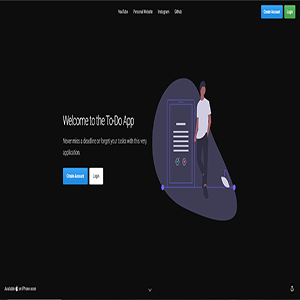 YouTube Personal Website Instagram GitHub
Create Account Login
Welcome to the To-Do App
Never miss a deadline or forget your tasks with this very
application.
Create Account Login
Available on iPhone soon